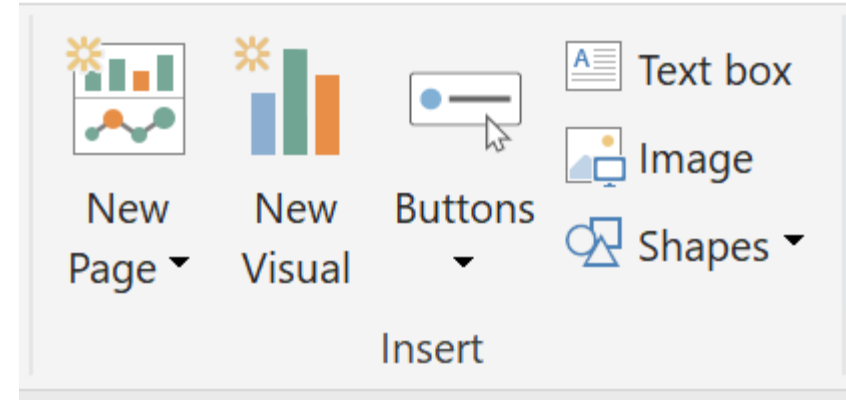 New
Page
New
Visual
Buttons
A
Text box
Image
Shapes
Insert